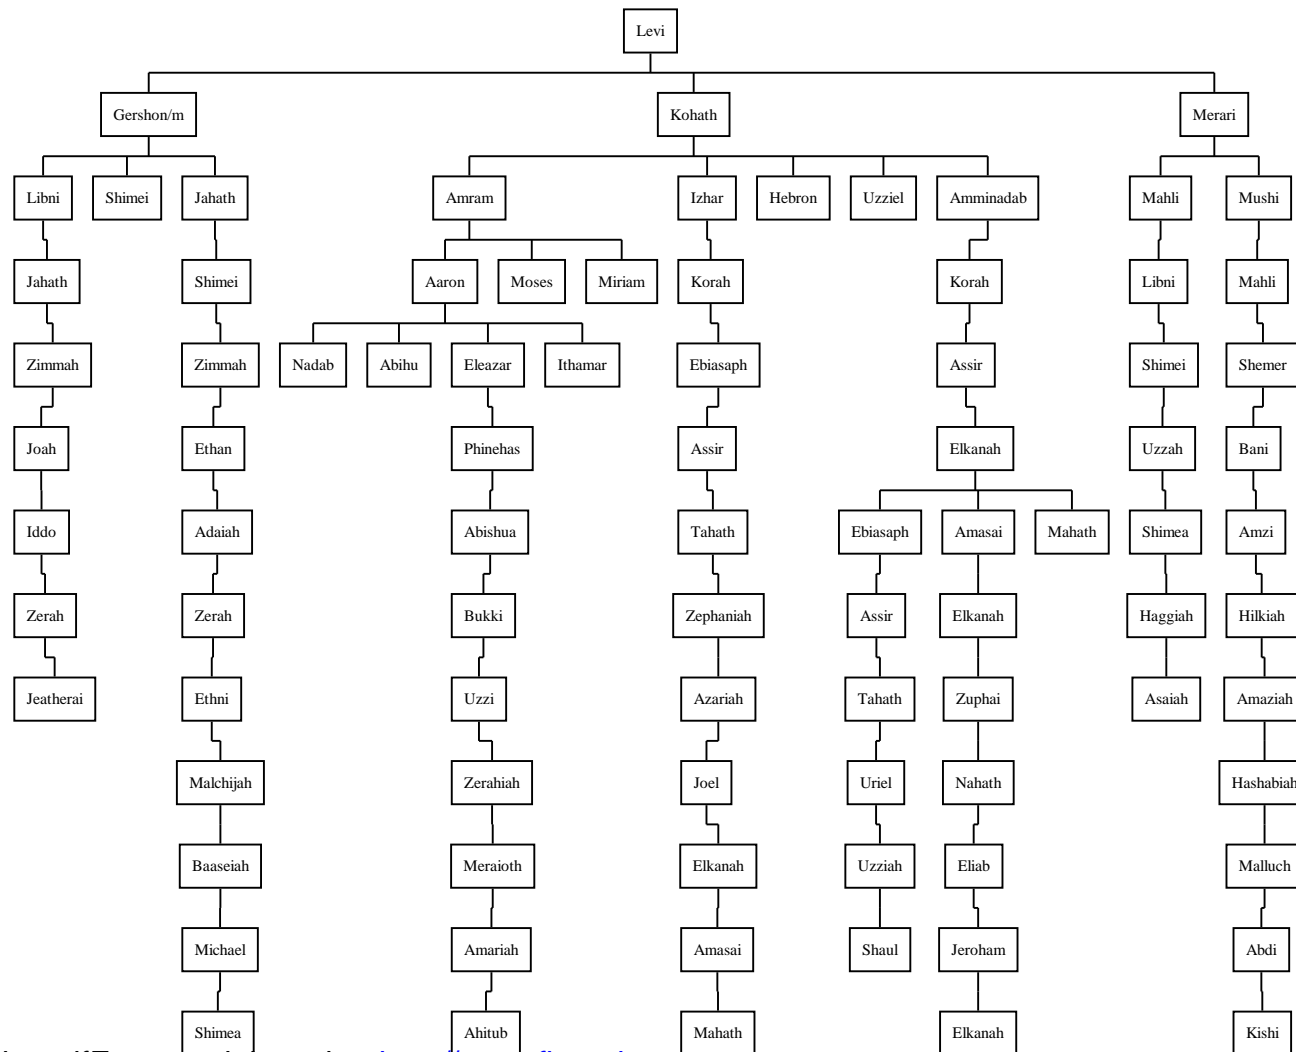 Levi
Gershon/m Kohath Merari
Libni Shimei Jahath Amram Izhar Hebron Uzziel Amminadab Mahli Mushi
Jahath Shimei Aaron Moses Miriam Korah Korah Libni Mahli
Zimmah Zimmah Nadab Abihu Eleazar Ithamar Ebiasaph Assir Shimei Shemer
Joah Ethan Phinehas Assir Elkanah Uzzah Bani
Iddo Adaiah Abishua Tahath Ebiasaph Amasai Mahath Shimea Amzi
Zerah Zerah Bukki Zephaniah Assir Elkanah Haggiah Hilkiah
Jeatherai Ethni Uzzi Azariah Tahath Zuphai Asaiah Amaziah
Malchijah Zerahiah Joel Uriel Nahath Hashabiah
Baaseiah Meraioth Elkanah Uzziah Eliab Malluch
Michael Amariah Amasai Shaul Jeroham Abdi
Shimea Ahitub Mahath Elkanah Kishi